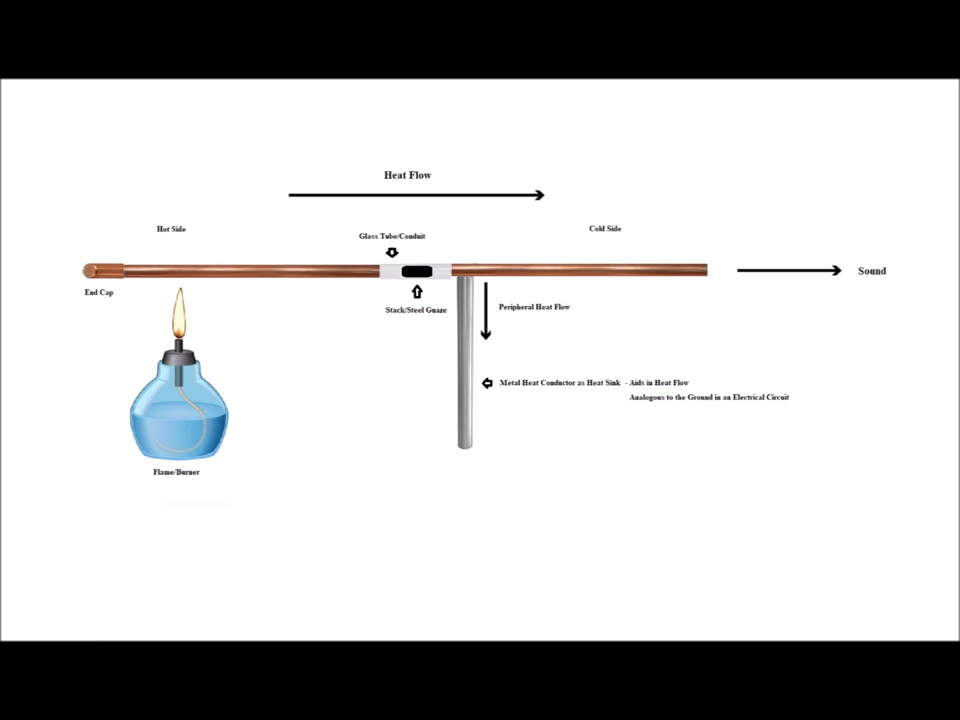 Heat Flow
Hot Side
Cold Side
Glass Tube/Conduit
Sound
End Cap
Stack/Steel Guaze
Peripheral Heat Flow
Metal Heat Conductor as Heat Sink - Aids in Heat Flow
Analogous to the Ground in an Electrical Circuit
Flame/Burner